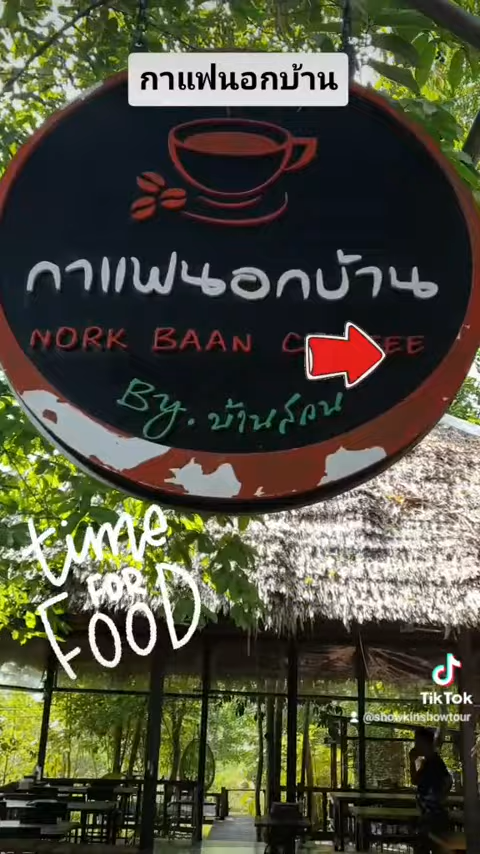 กาแฟนอกบ้าน
กาแฟนอกบ้าน
NORK BAAN C EE
By. บ้านสวน
time
FOR
FOOD
TikTok
@showkinshowtour